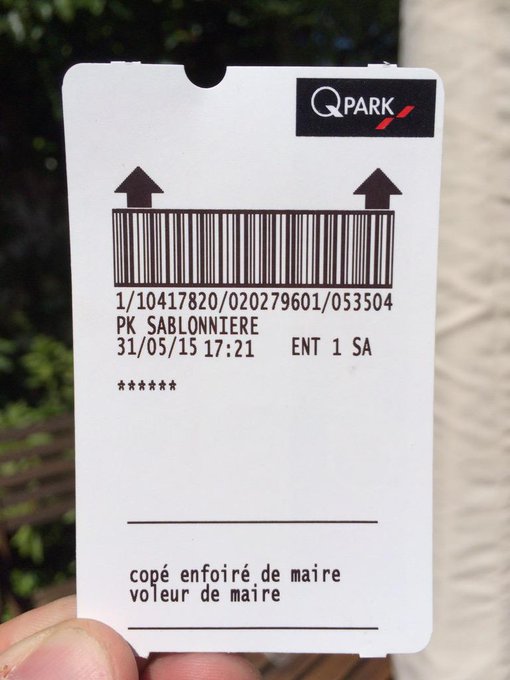 Q PARK
1/10417820/020279601/053504
PK SABLONNIERE
31/05/15 17:21 ENT 1 SA
******
copé enfoiré de maire
voleur de maire